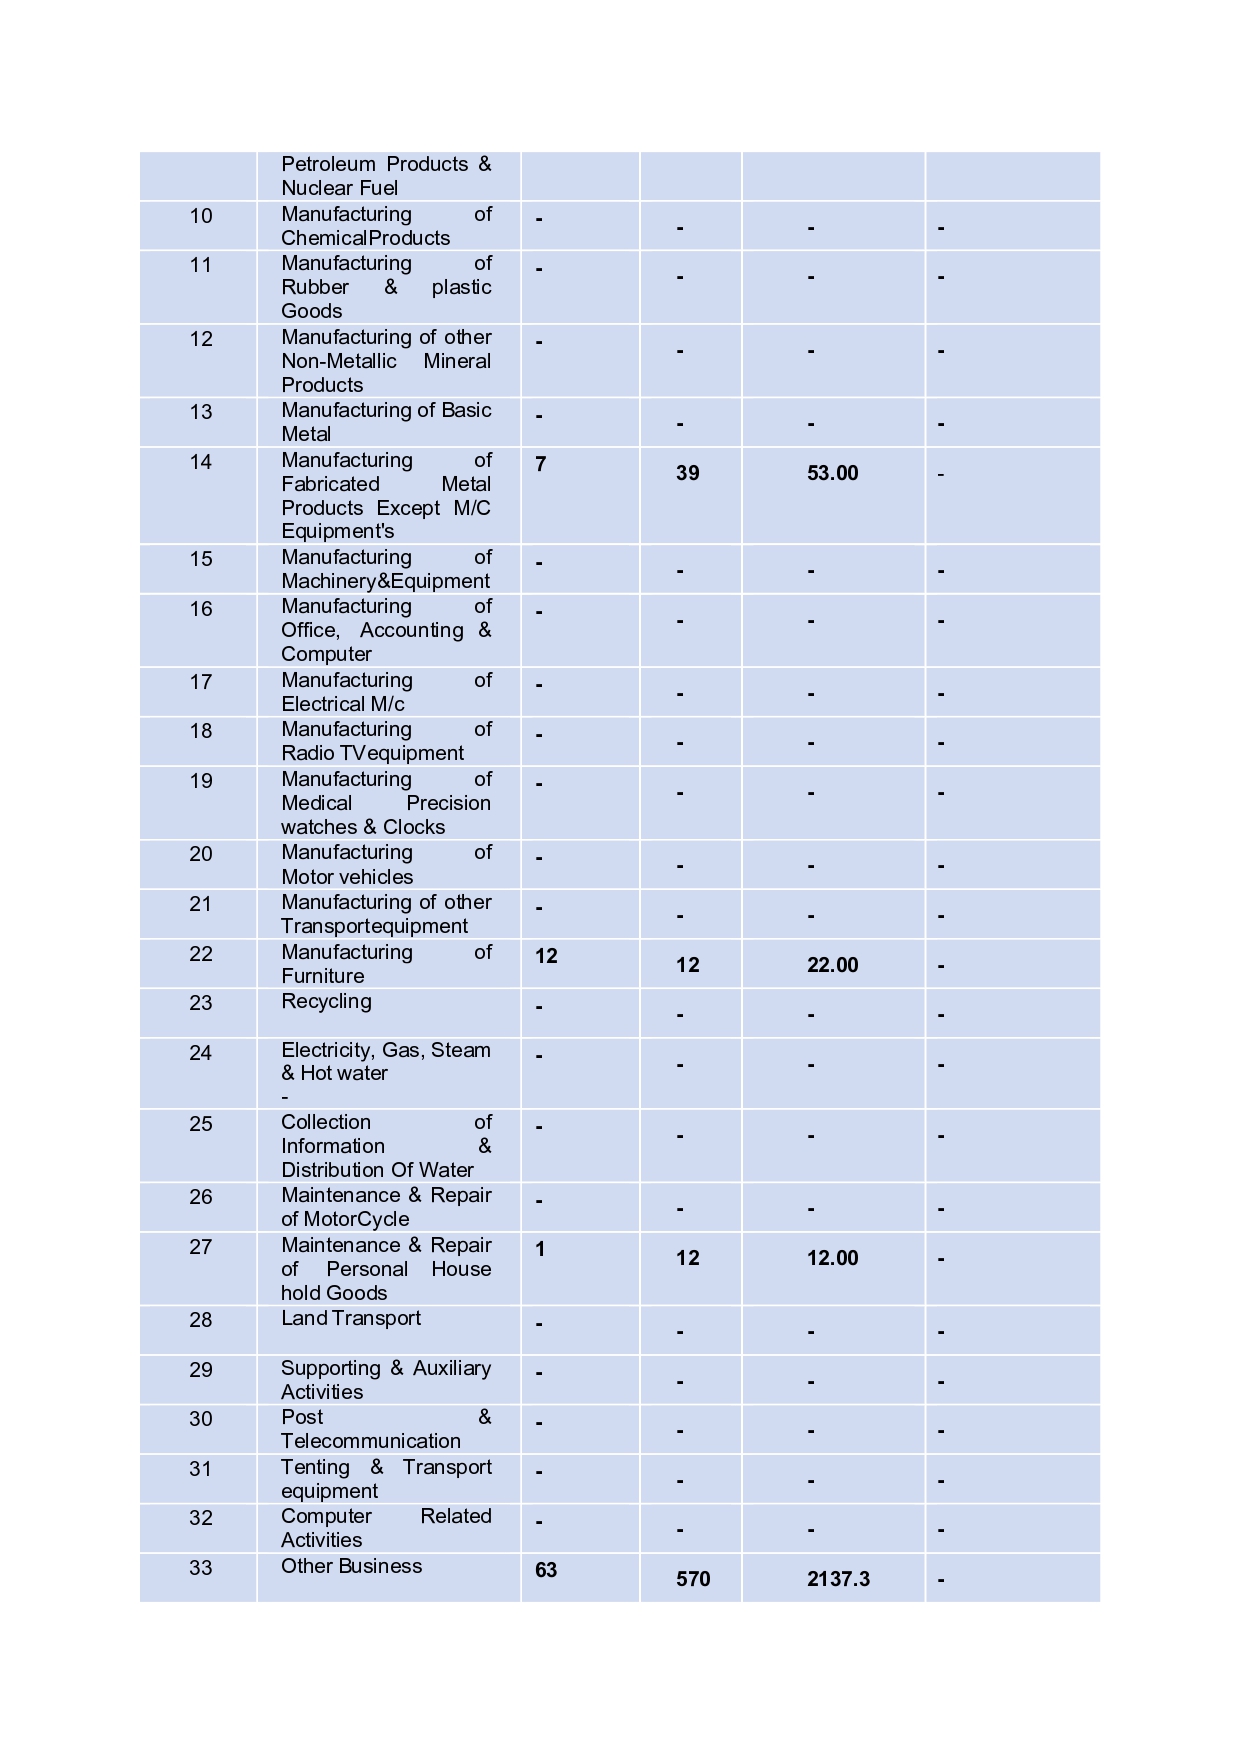 Petroleum Products &
Nuclear Fuel
10 Manufacturing of - - - -
ChemicalProducts
11 Manufacturing of - - - -
Rubber & plastic
Goods
12 Manufacturing of other - - - -
Non-Metallic Mineral
Products
13 Manufacturing of Basic - - - -
Metal
14 Manufacturing of 7 39 53.00 -
Fabricated Metal
Products Except M/C
Equipment's
15 Manufacturing of - - - -
Machinery&Equipment
16 Manufacturing of - - - -
Office, Accounting &
Computer
17 Manufacturing of - - - -
Electrical M/c
18 Manufacturing of - - - -
Radio TVequipment
19 Manufacturing of - - - -
Medical Precision
watches & Clocks
20 Manufacturing of - - - -
Motor vehicles
21 Manufacturing of other - - - -
Transportequipment
22 Manufacturing of 12 12 22.00 -
Furniture
23 Recycling - - - -
24 Electricity, Gas, Steam - - - -
& Hot water
-
25 Collection of - - - -
Information &
Distribution Of Water
26 Maintenance & Repair - - - -
of MotorCycle
27 Maintenance & Repair 1 12 12.00 -
of Personal House
hold Goods
28 Land Transport - - - -
29 Supporting & Auxiliary - - - -
Activities
30 Post & - - - -
Telecommunication
31 Tenting & Transport - - - -
equipment
32 Computer Related - - - -
Activities
33 Other Business 63 570 2137.3 -